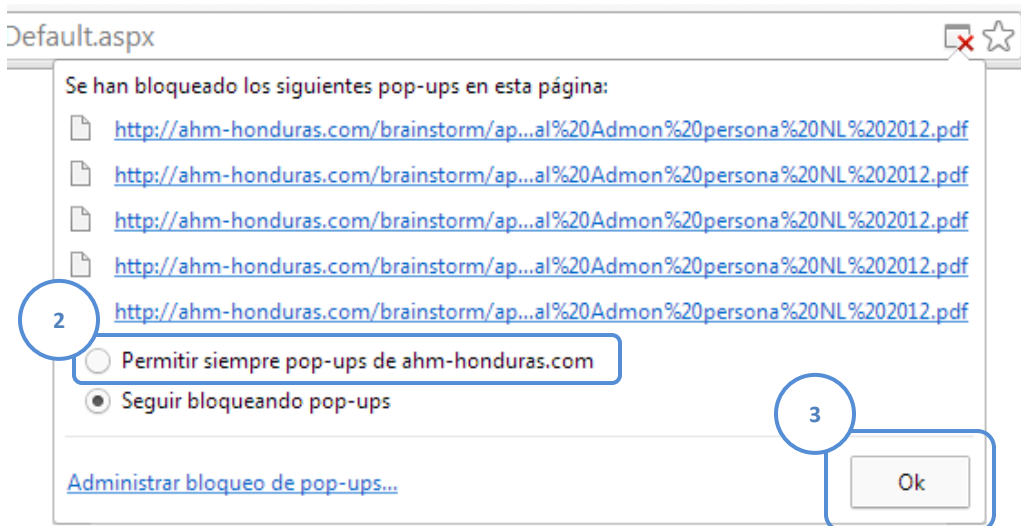 Default.aspx
Se han bloqueado los siguientes pop-ups en esta página:
http://ahm-honduras.com/brainstorm/ap...al%20Admon%20persona%20NL%202012.pdf
http://ahm-honduras.com/brainstorm/ap...al%20Admon%20persona%20NL%202012.pdf
http://ahm-honduras.com/brainstorm/ap...al%20Admon%20persona%20NL%202012.pdf
http://ahm-honduras.com/brainstorm/ap...al%20Admon%20persona%20NL%202012.pdf
http://ahm-honduras.com/brainstorm/ap...al%20Admon%20persona%20NL%202012.pdf
2
Permitir siempre pop-ups de ahm-honduras.com
Seguir bloqueando pop-ups
3
Administrar bloqueo de pop-ups...
Ok